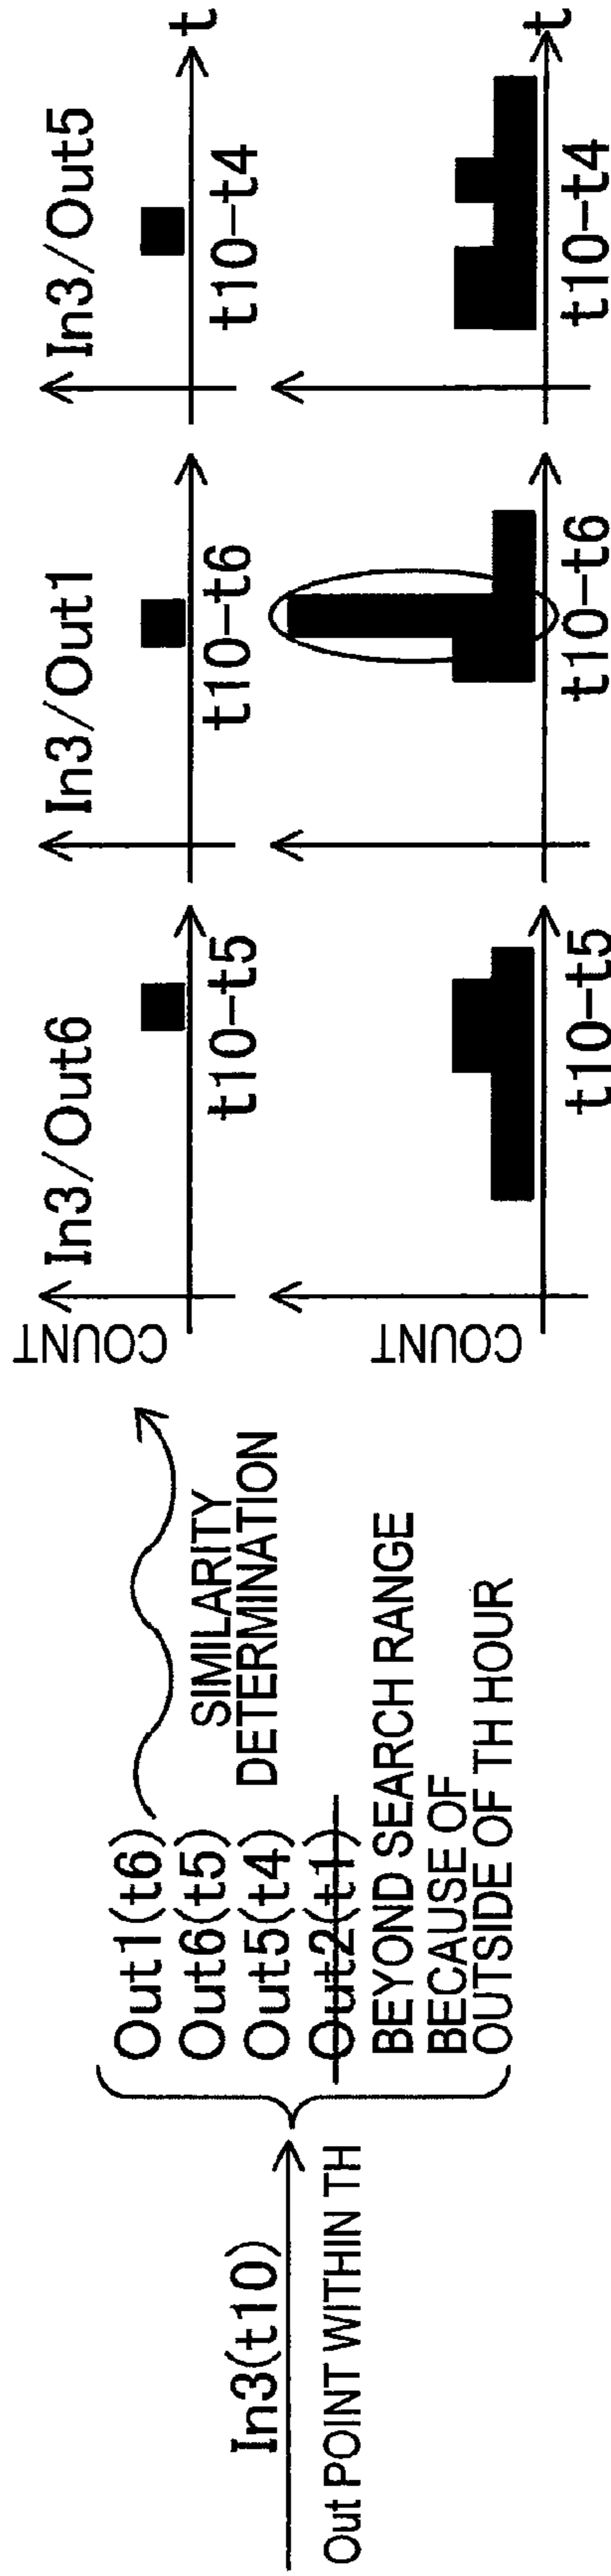 In3(t10)
Out POINT WITHIN TH
Out1(t6)
Out6(t5)
Out5(t4)
Out2(t1)
BEYOND SEARCH RANGE
BECAUSE OF
OUTSIDE OF TH HOUR
SIMILARITY
DETERMINATION
COUNT
In3/Out6
t10-t5
In3/Out1
t10-t6
In3/Out5
t10-t4
t
COUNT
t10-t5
t10-t6
t10-t4
t